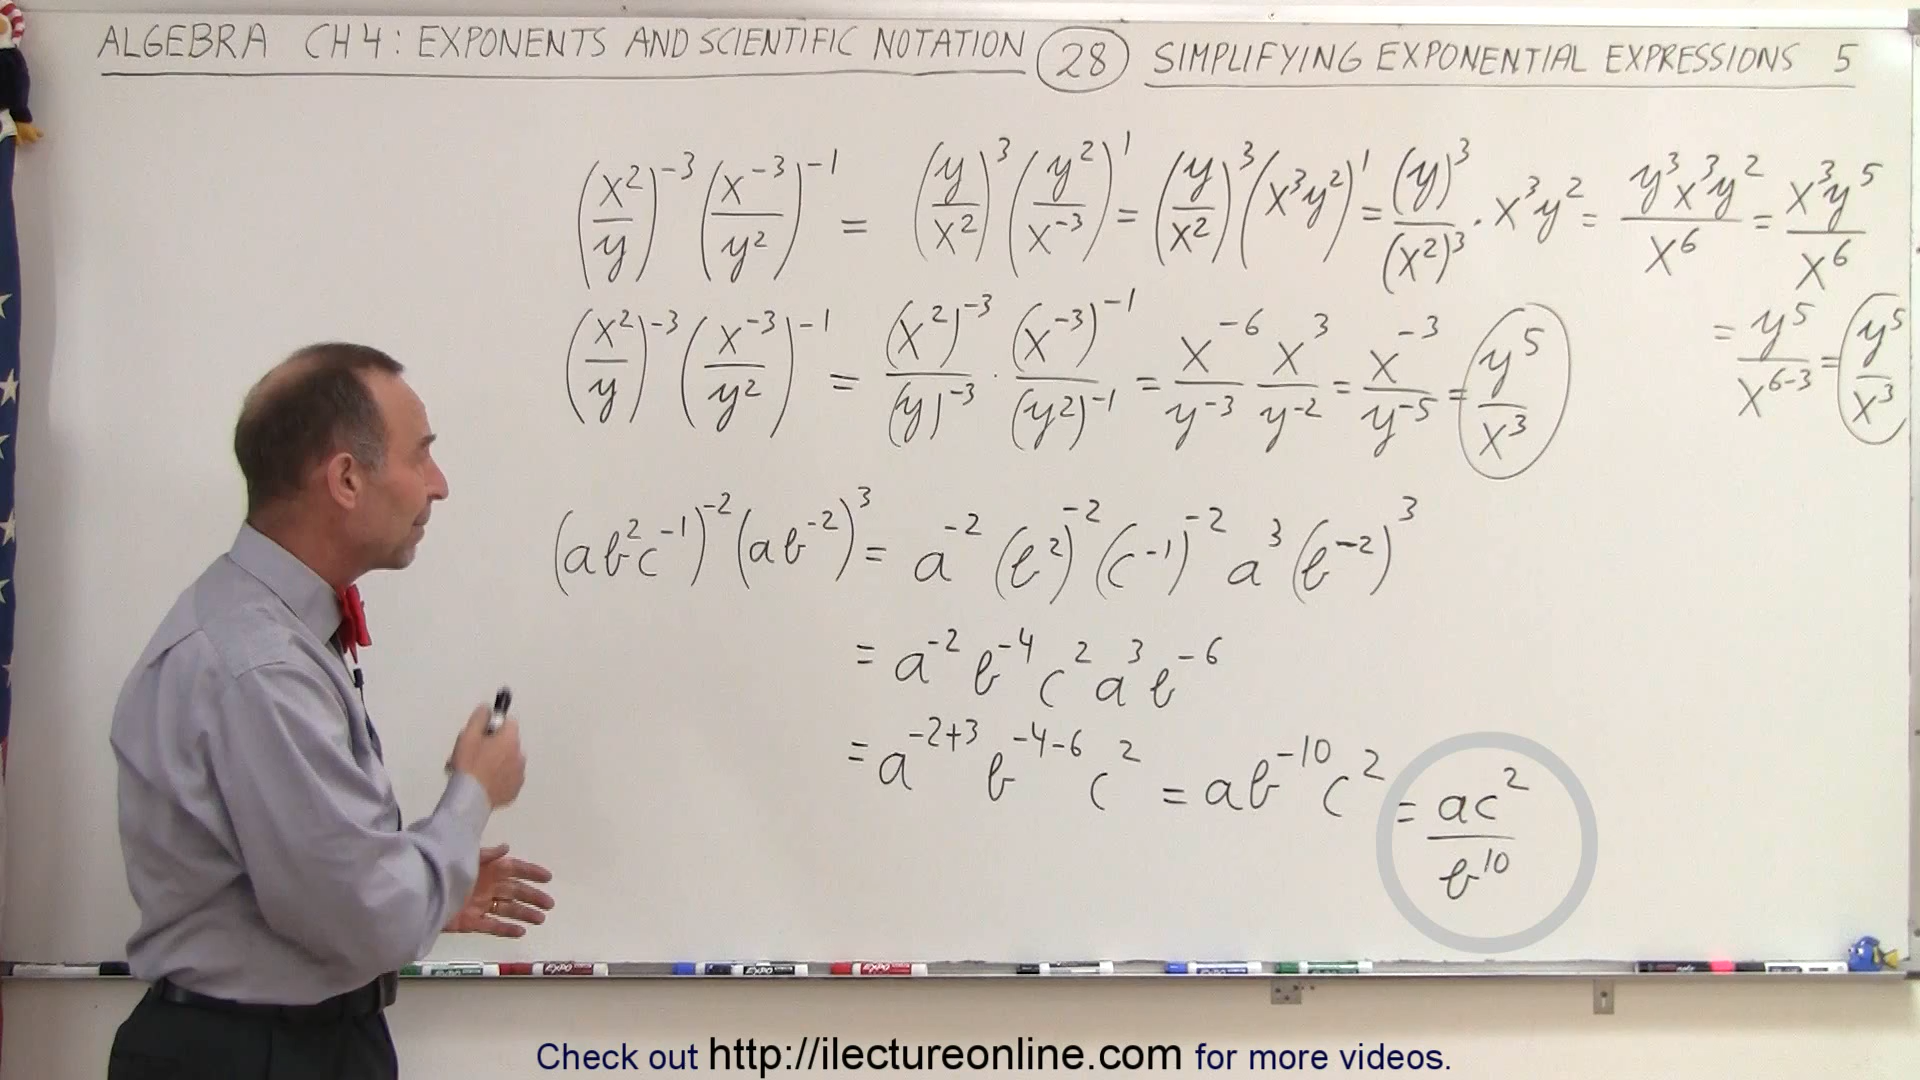 ALGEBRA CH 4: EXPONENTS AND SCIENTIFIC NOTATION (28) SIMPLIFYING EXPONENTIAL EXPRESSIONS 5
(x²/y)⁻³ (x⁻³/y²)⁻¹ = (y/x²)³ (y²/x⁻³)¹ = (y/x²)³ (x³y²)¹ = (y)³/(x²)³ · x³y² = y³x³y²/x⁶ = x³y⁵/x⁶
= y⁵/x⁶⁻³ = y⁵/x³
(x²/y)⁻³ (x⁻³/y²)⁻¹ = (x²)⁻³/(y)⁻³ · (x⁻³)⁻¹/(y²)⁻¹ = x⁻⁶/y⁻³ x³/y⁻² = x⁻³/y⁻⁵ = y⁵/x³
(ab²c⁻¹)⁻² (ab⁻²)³ = a⁻² (b²)⁻² (c⁻¹)⁻² a³ (b⁻²)³
= a⁻² b⁻⁴ c² a³ b⁻⁶
= a⁻²⁺³ b⁻⁴⁻⁶ c² = ab⁻¹⁰c² = ac²/b¹⁰
EXPO EXPO EXPO EXPO
Check out http://ilectureonline.com for more videos.